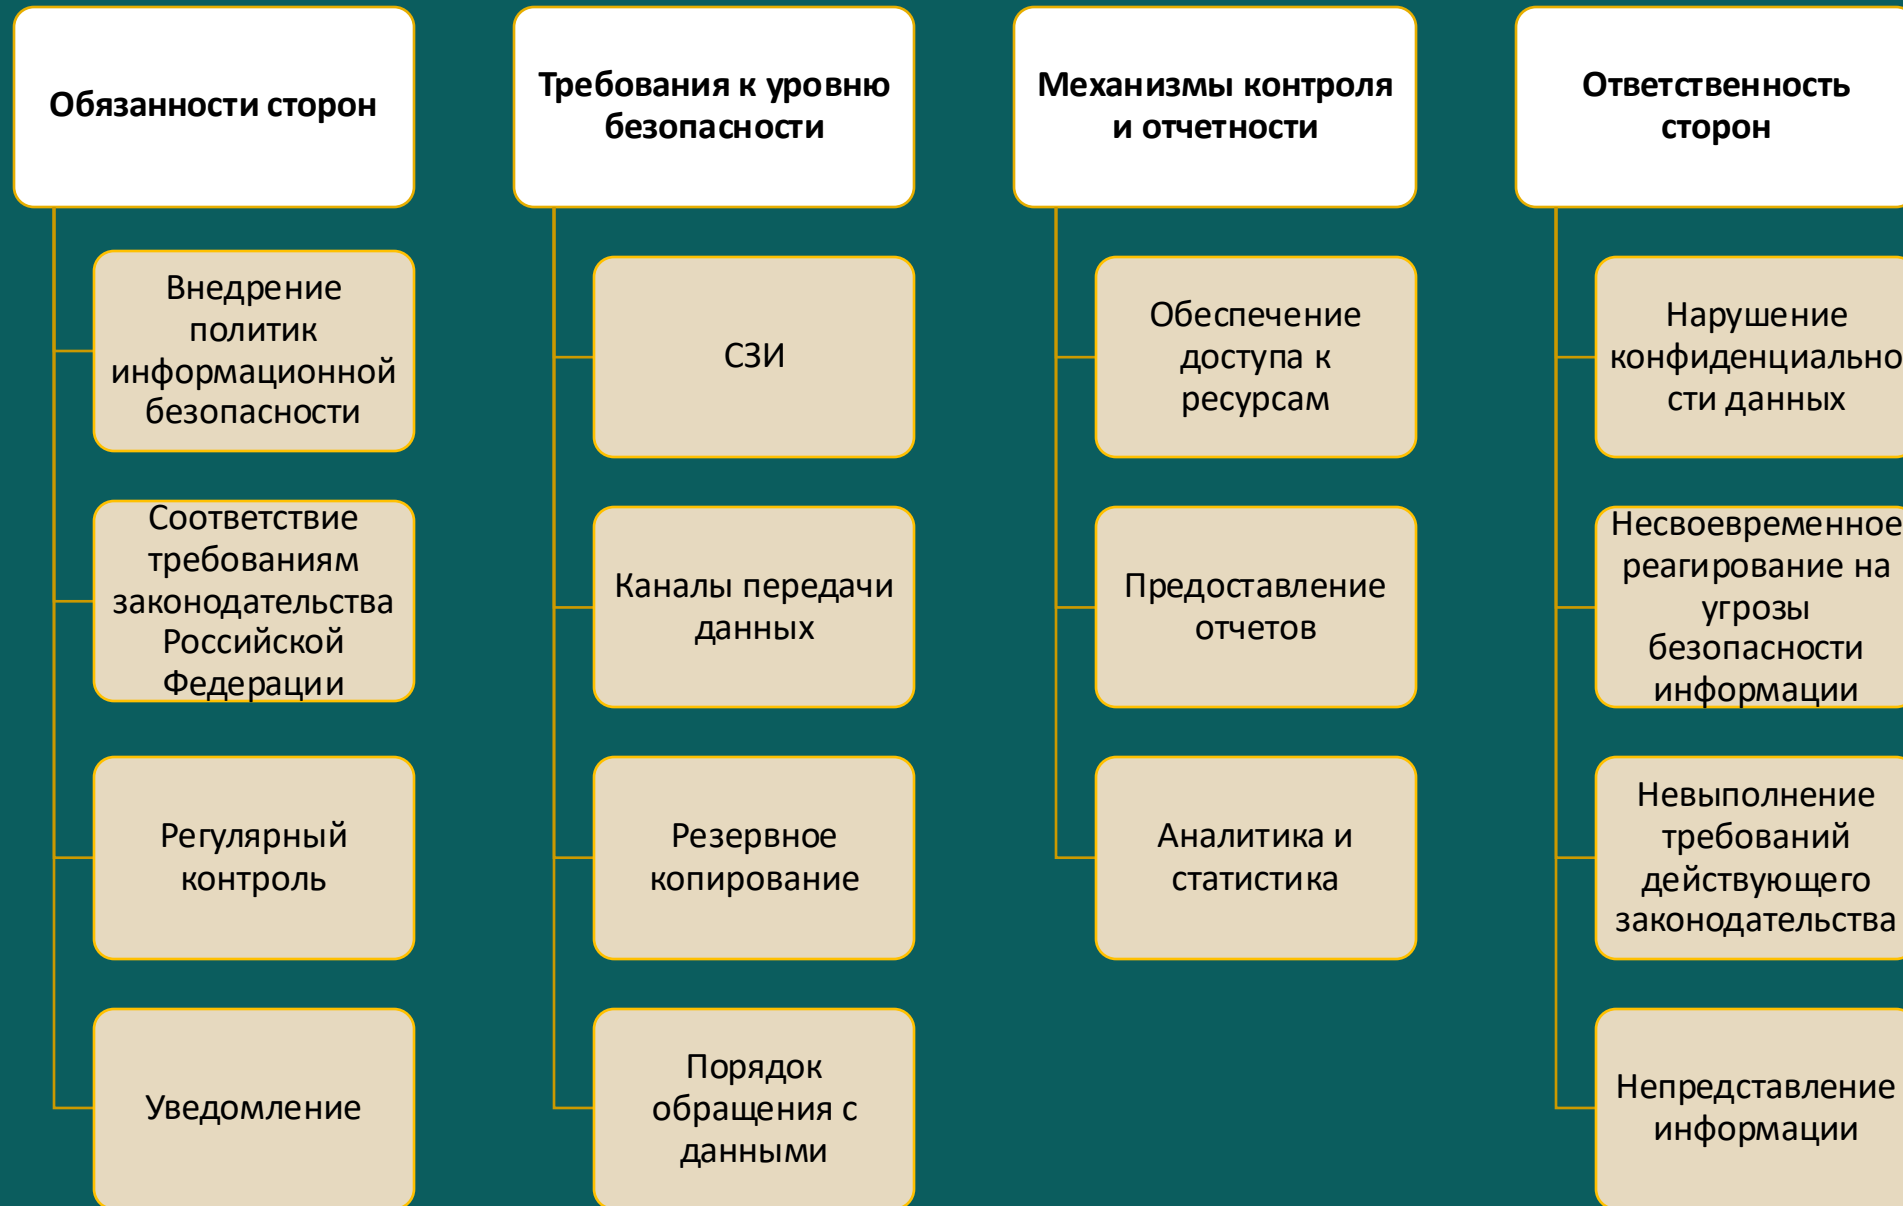 Обязанности сторон
Внедрение
политик
информационной
безопасности
Соответствие
требованиям
законодательства
Российской
Федерации
Регулярный
контроль
Уведомление
Требования к уровню
безопасности
СЗИ
Каналы передачи
данных
Резервное
копирование
Порядок
обращения с
данными
Механизмы контроля
и отчетности
Обеспечение
доступа к
ресурсам
Предоставление
отчетов
Аналитика и
статистика
Ответственность
сторон
Нарушение
конфиденциально
сти данных
Несвоевременное
реагирование на
угрозы
безопасности
информации
Невыполнение
требований
действующего
законодательства
Непредставление
информации